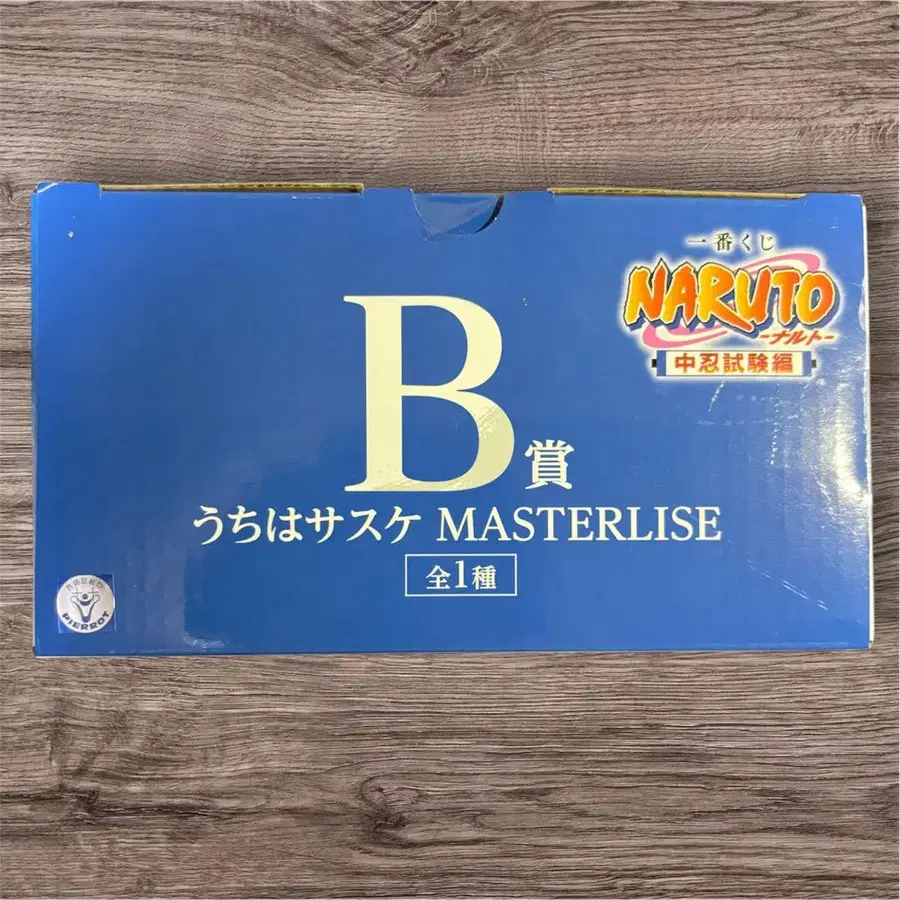 一番くじ
NARUTO
-ナルト-
中忍試験編
B賞
うちはサスケ MASTERLISE
全1種
PIERROT